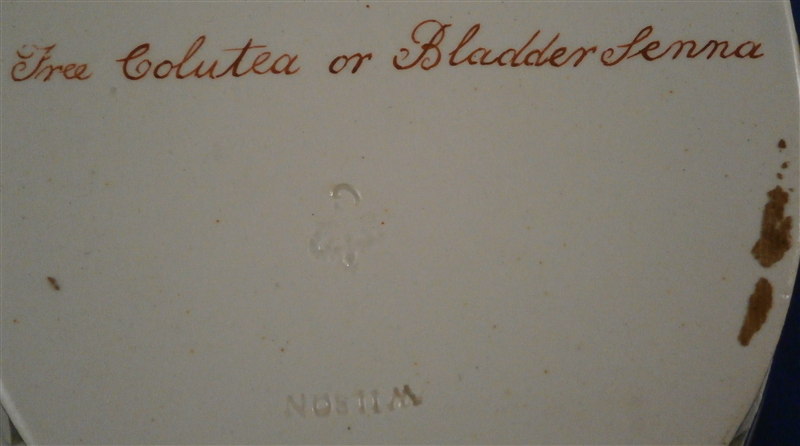 Tree Colutea or Bladder Senna
WILSON